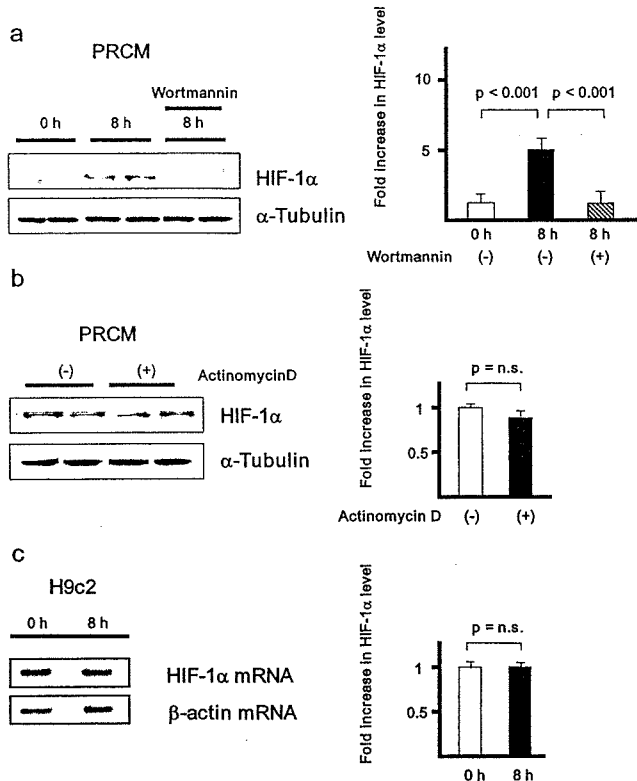 a
PRCM
Wortmannin
0 h 8 h 8 h
HIF-1α
α-Tubulin
Fold increase in HIF-1α level
10
5
p < 0.001 p < 0.001
0 h 8 h 8 h
Wortmannin (-) (-) (+)
b
PRCM
(-) (+) ActinomycinD
HIF-1α
α-Tubulin
Fold increase in HIF-1α level
p = n.s.
1
0.5
Actinomycin D (-) (+)
c
H9c2
0 h 8 h
HIF-1α mRNA
β-actin mRNA
Fold increase in HIF-1α level
p = n.s.
1
0.5
0 h 8 h